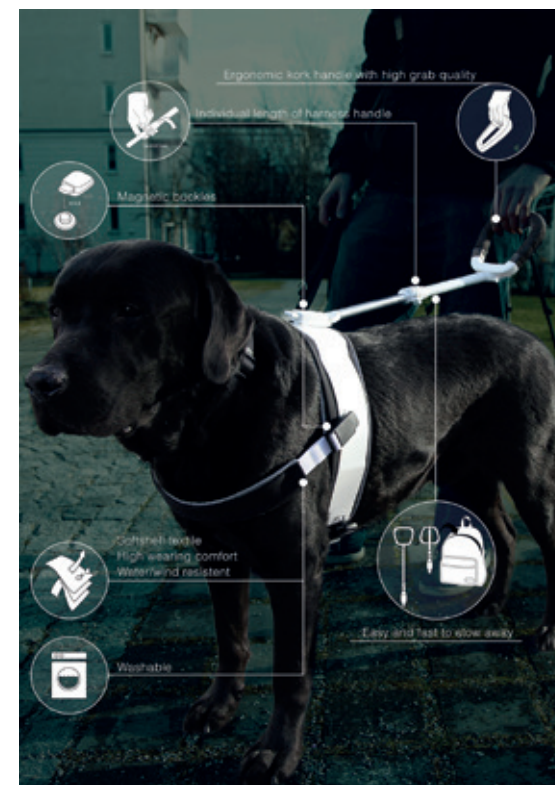 Ergonomic kork handle with high grab quality
Individual length of harness handle
Magnetic bockles
Softshell textile
High wearing comfort
Water/wind resistent
Easy and fast to stow away
Washable